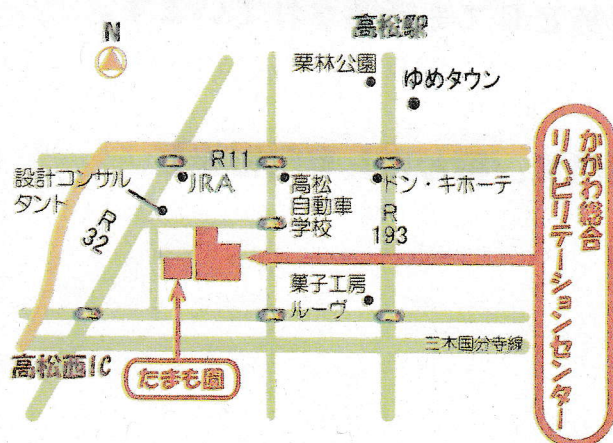 高松駅
N
栗林公園
ゆめタウン
R11
設計コンサル
タント
JRA
高松
自動車
学校
ドン・キホーテ
R
32
R
193
かがわ総合
リハビリテーションセンター
菓子工房
ルーヴ
三木国分寺線
高松西IC
たまも園